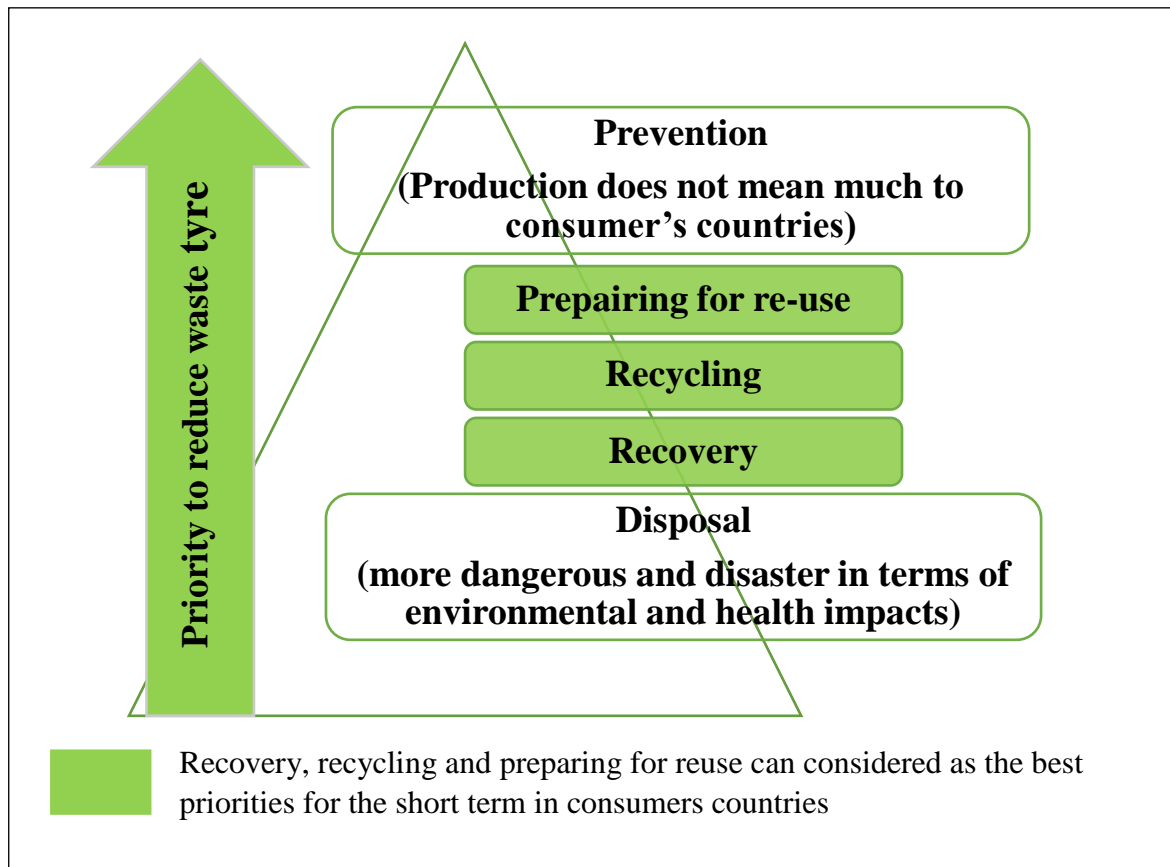 Priority to reduce waste tyre
Prevention
(Production does not mean much to
consumer’s countries)
Prepairing for re-use
Recycling
Recovery
Disposal
(more dangerous and disaster in terms of
environmental and health impacts)
Recovery, recycling and preparing for reuse can considered as the best
priorities for the short term in consumers countries